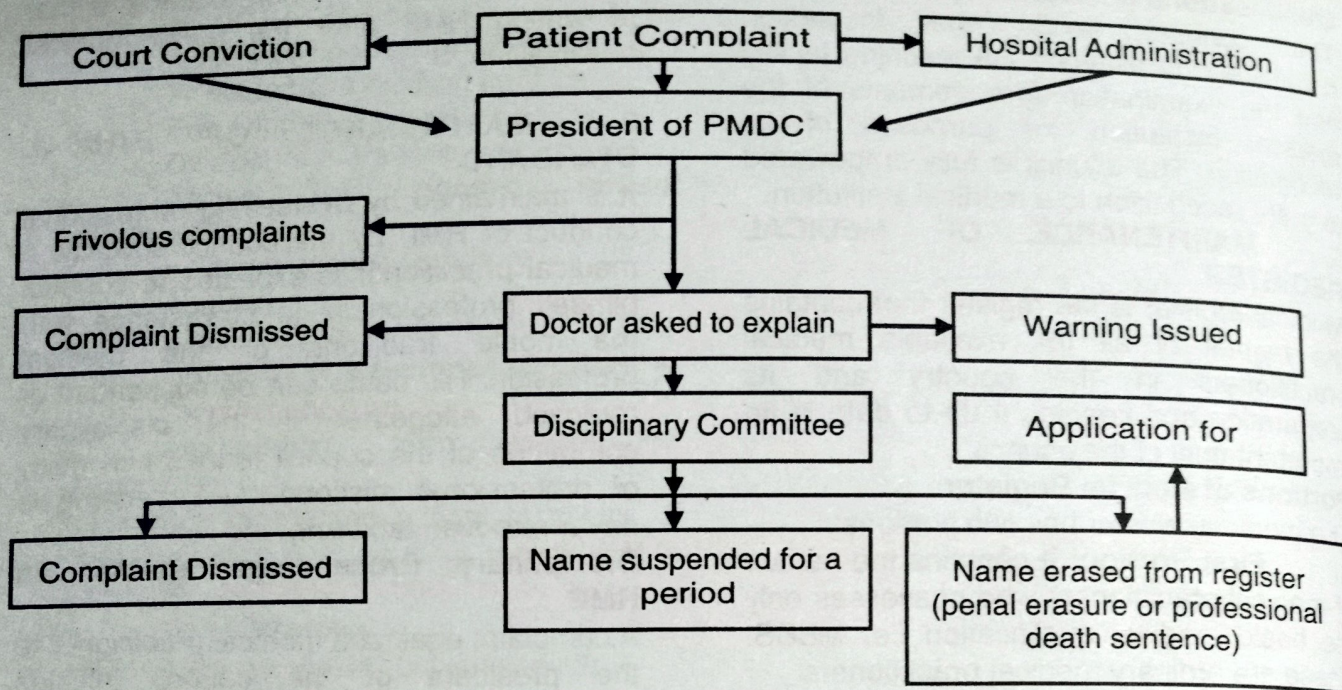 Patient Complaint
Court Conviction
Hospital Administration
President of PMDC
Frivolous complaints
Complaint Dismissed
Doctor asked to explain
Warning Issued
Disciplinary Committee
Application for
Complaint Dismissed
Name suspended for a
period
Name erased from register
(penal erasure or professional
death sentence)